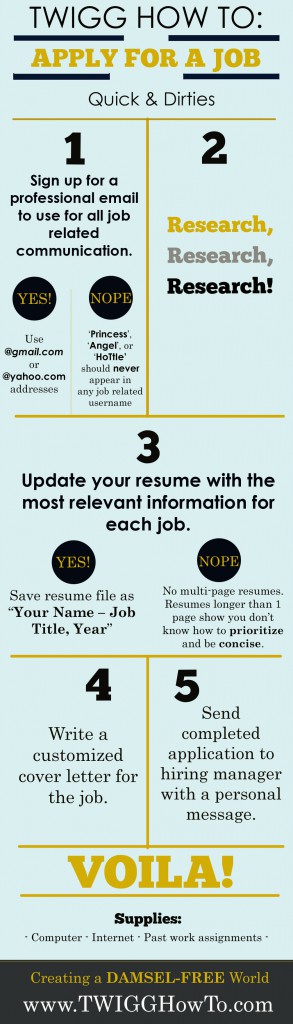 TWIGG HOW TO:
APPLY FOR A JOB
Quick & Dirties
1
Sign up for a
professional email
to use for all job
related
communication.
YES!
Use
@gmail.com
or
@yahoo.com
addresses
NOPE
'Princess',
'Angel', or
'HoTtie'
should never
appear in
any job related
username
2
Research,
Research,
Research!
3
Update your resume with the
most relevant information for
each job.
YES!
Save resume file as
"Your Name – Job
Title, Year"
NOPE
No multi-page resumes.
Resumes longer than 1
page show you don't
know how to prioritize
and be concise.
4
Write a
customized
cover letter for
the job.
5
Send
completed
application to
hiring manager
with a personal
message.
VOILA!
Supplies:
· Computer · Internet · Past work assignments ·
Creating a DAMSEL-FREE World
www.TWIGGHowTo.com